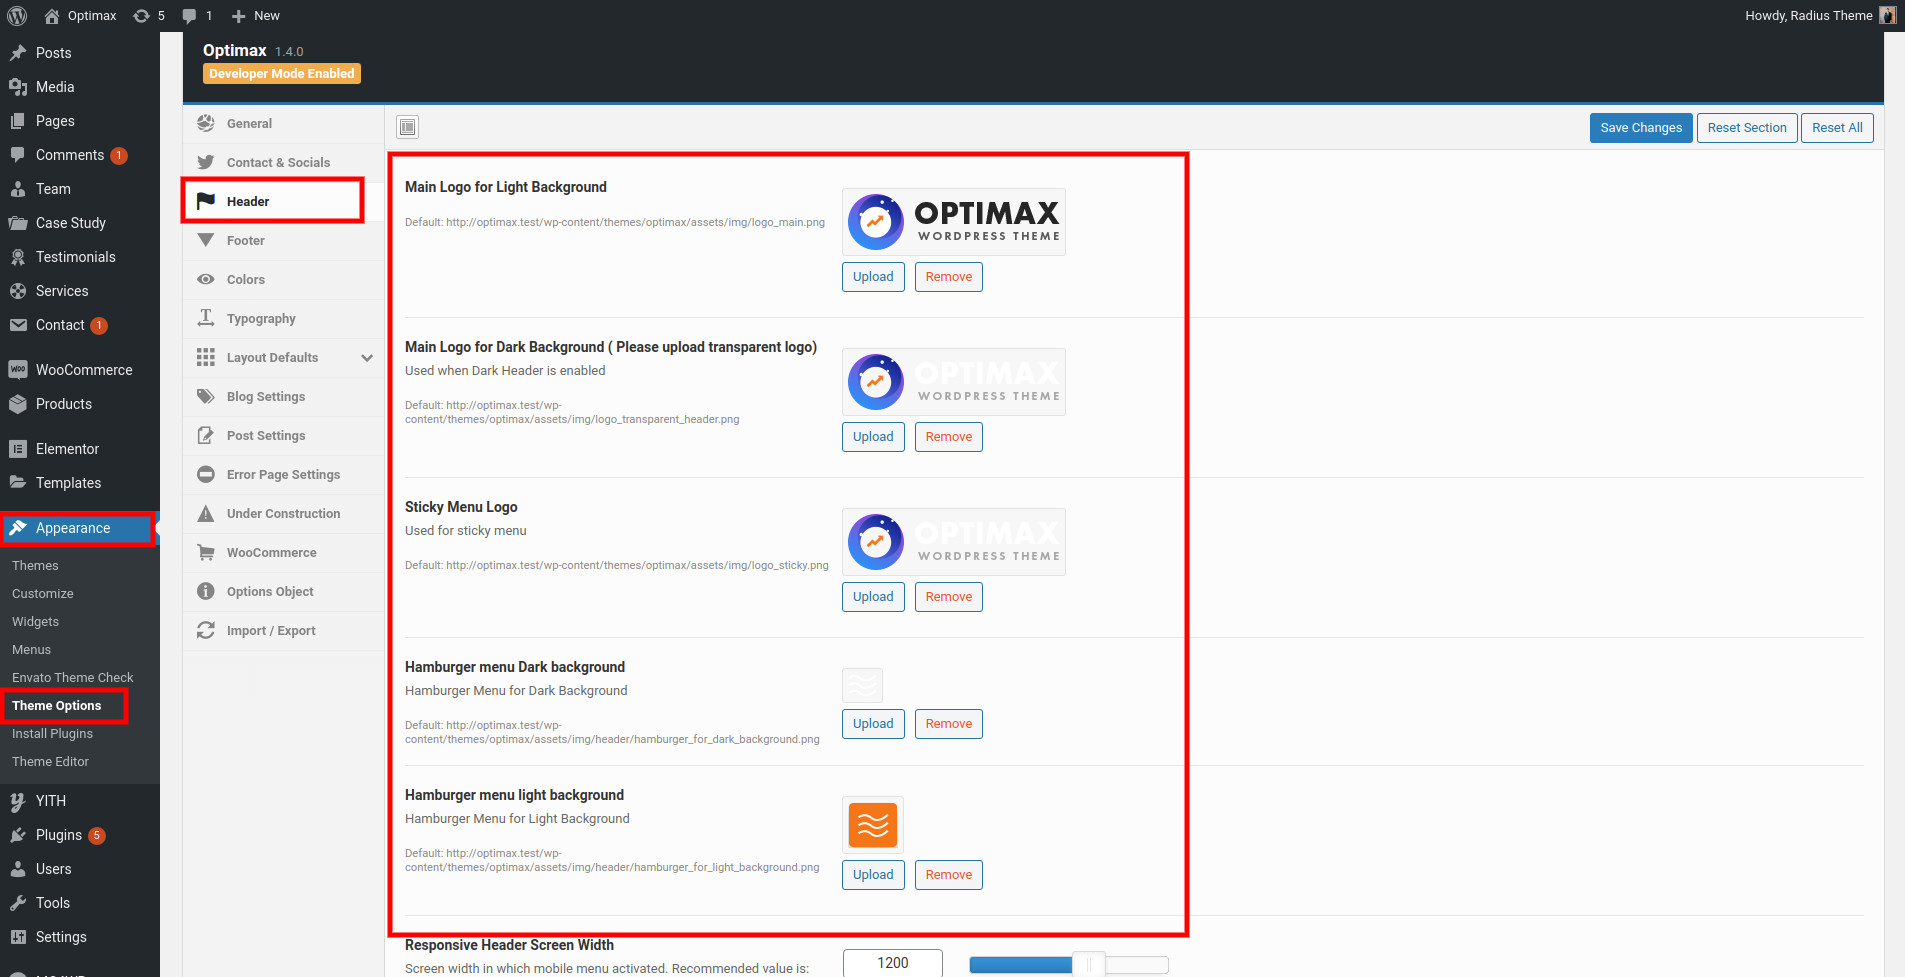 Optimax
5
1
New
Howdy, Radius Theme
Posts
Media
Pages
Comments 1
Team
Case Study
Testimonials
Services
Contact 1
WooCommerce
Products
Elementor
Templates
Appearance
Themes
Customize
Widgets
Menus
Envato Theme Check
Theme Options
Install Plugins
Theme Editor
YITH
Plugins 5
Users
Tools
Settings
Optimax 1.4.0
Developer Mode Enabled
General
Contact & Socials
Header
Footer
Colors
Typography
Layout Defaults
Blog Settings
Post Settings
Error Page Settings
Under Construction
WooCommerce
Options Object
Import / Export
Save Changes
Reset Section
Reset All
Main Logo for Light Background
Default: http://optimax.test/wp-content/themes/optimax/assets/img/logo_main.png
OPTIMAX
WORDPRESS THEME
Upload
Remove
Main Logo for Dark Background ( Please upload transparent logo)
Used when Dark Header is enabled
Default: http://optimax.test/wp-
content/themes/optimax/assets/img/logo_transparent_header.png
OPTIMAX
WORDPRESS THEME
Upload
Remove
Sticky Menu Logo
Used for sticky menu
Default: http://optimax.test/wp-content/themes/optimax/assets/img/logo_sticky.png
OPTIMAX
WORDPRESS THEME
Upload
Remove
Hamburger menu Dark background
Hamburger Menu for Dark Background
Default: http://optimax.test/wp-
content/themes/optimax/assets/img/header/hamburger_for_dark_background.png
Upload
Remove
Hamburger menu light background
Hamburger Menu for Light Background
Default: http://optimax.test/wp-
content/themes/optimax/assets/img/header/hamburger_for_light_background.png
Upload
Remove
Responsive Header Screen Width
Screen width in which mobile menu activated. Recommended value is:
1200